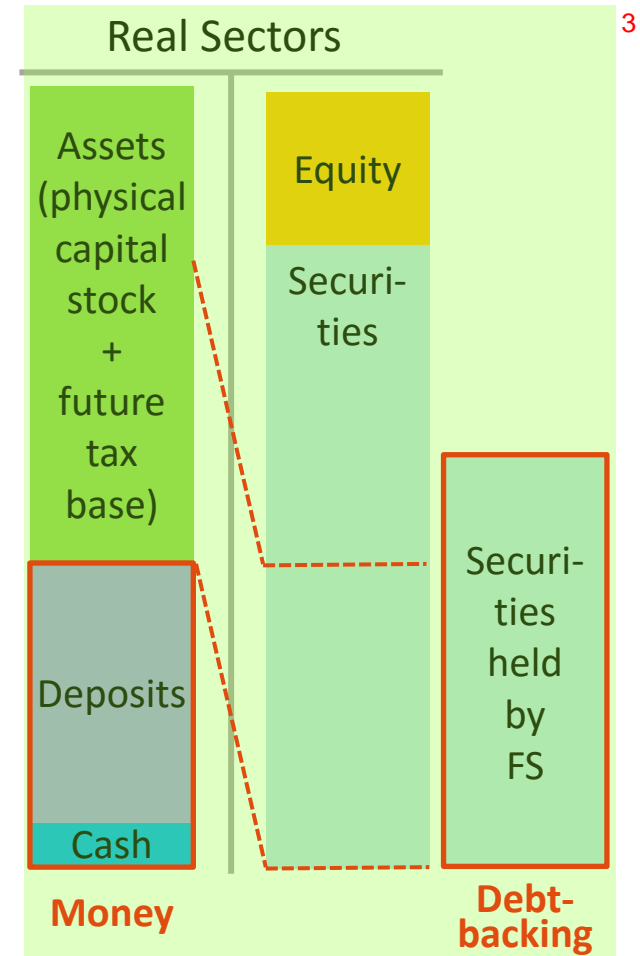 Real Sectors
3
Assets
(physical
capital
stock
+
future
tax
base)
Deposits
Cash
Money
Equity
Securi-
ties
Securi-
ties
held
by
FS
Debt-
backing